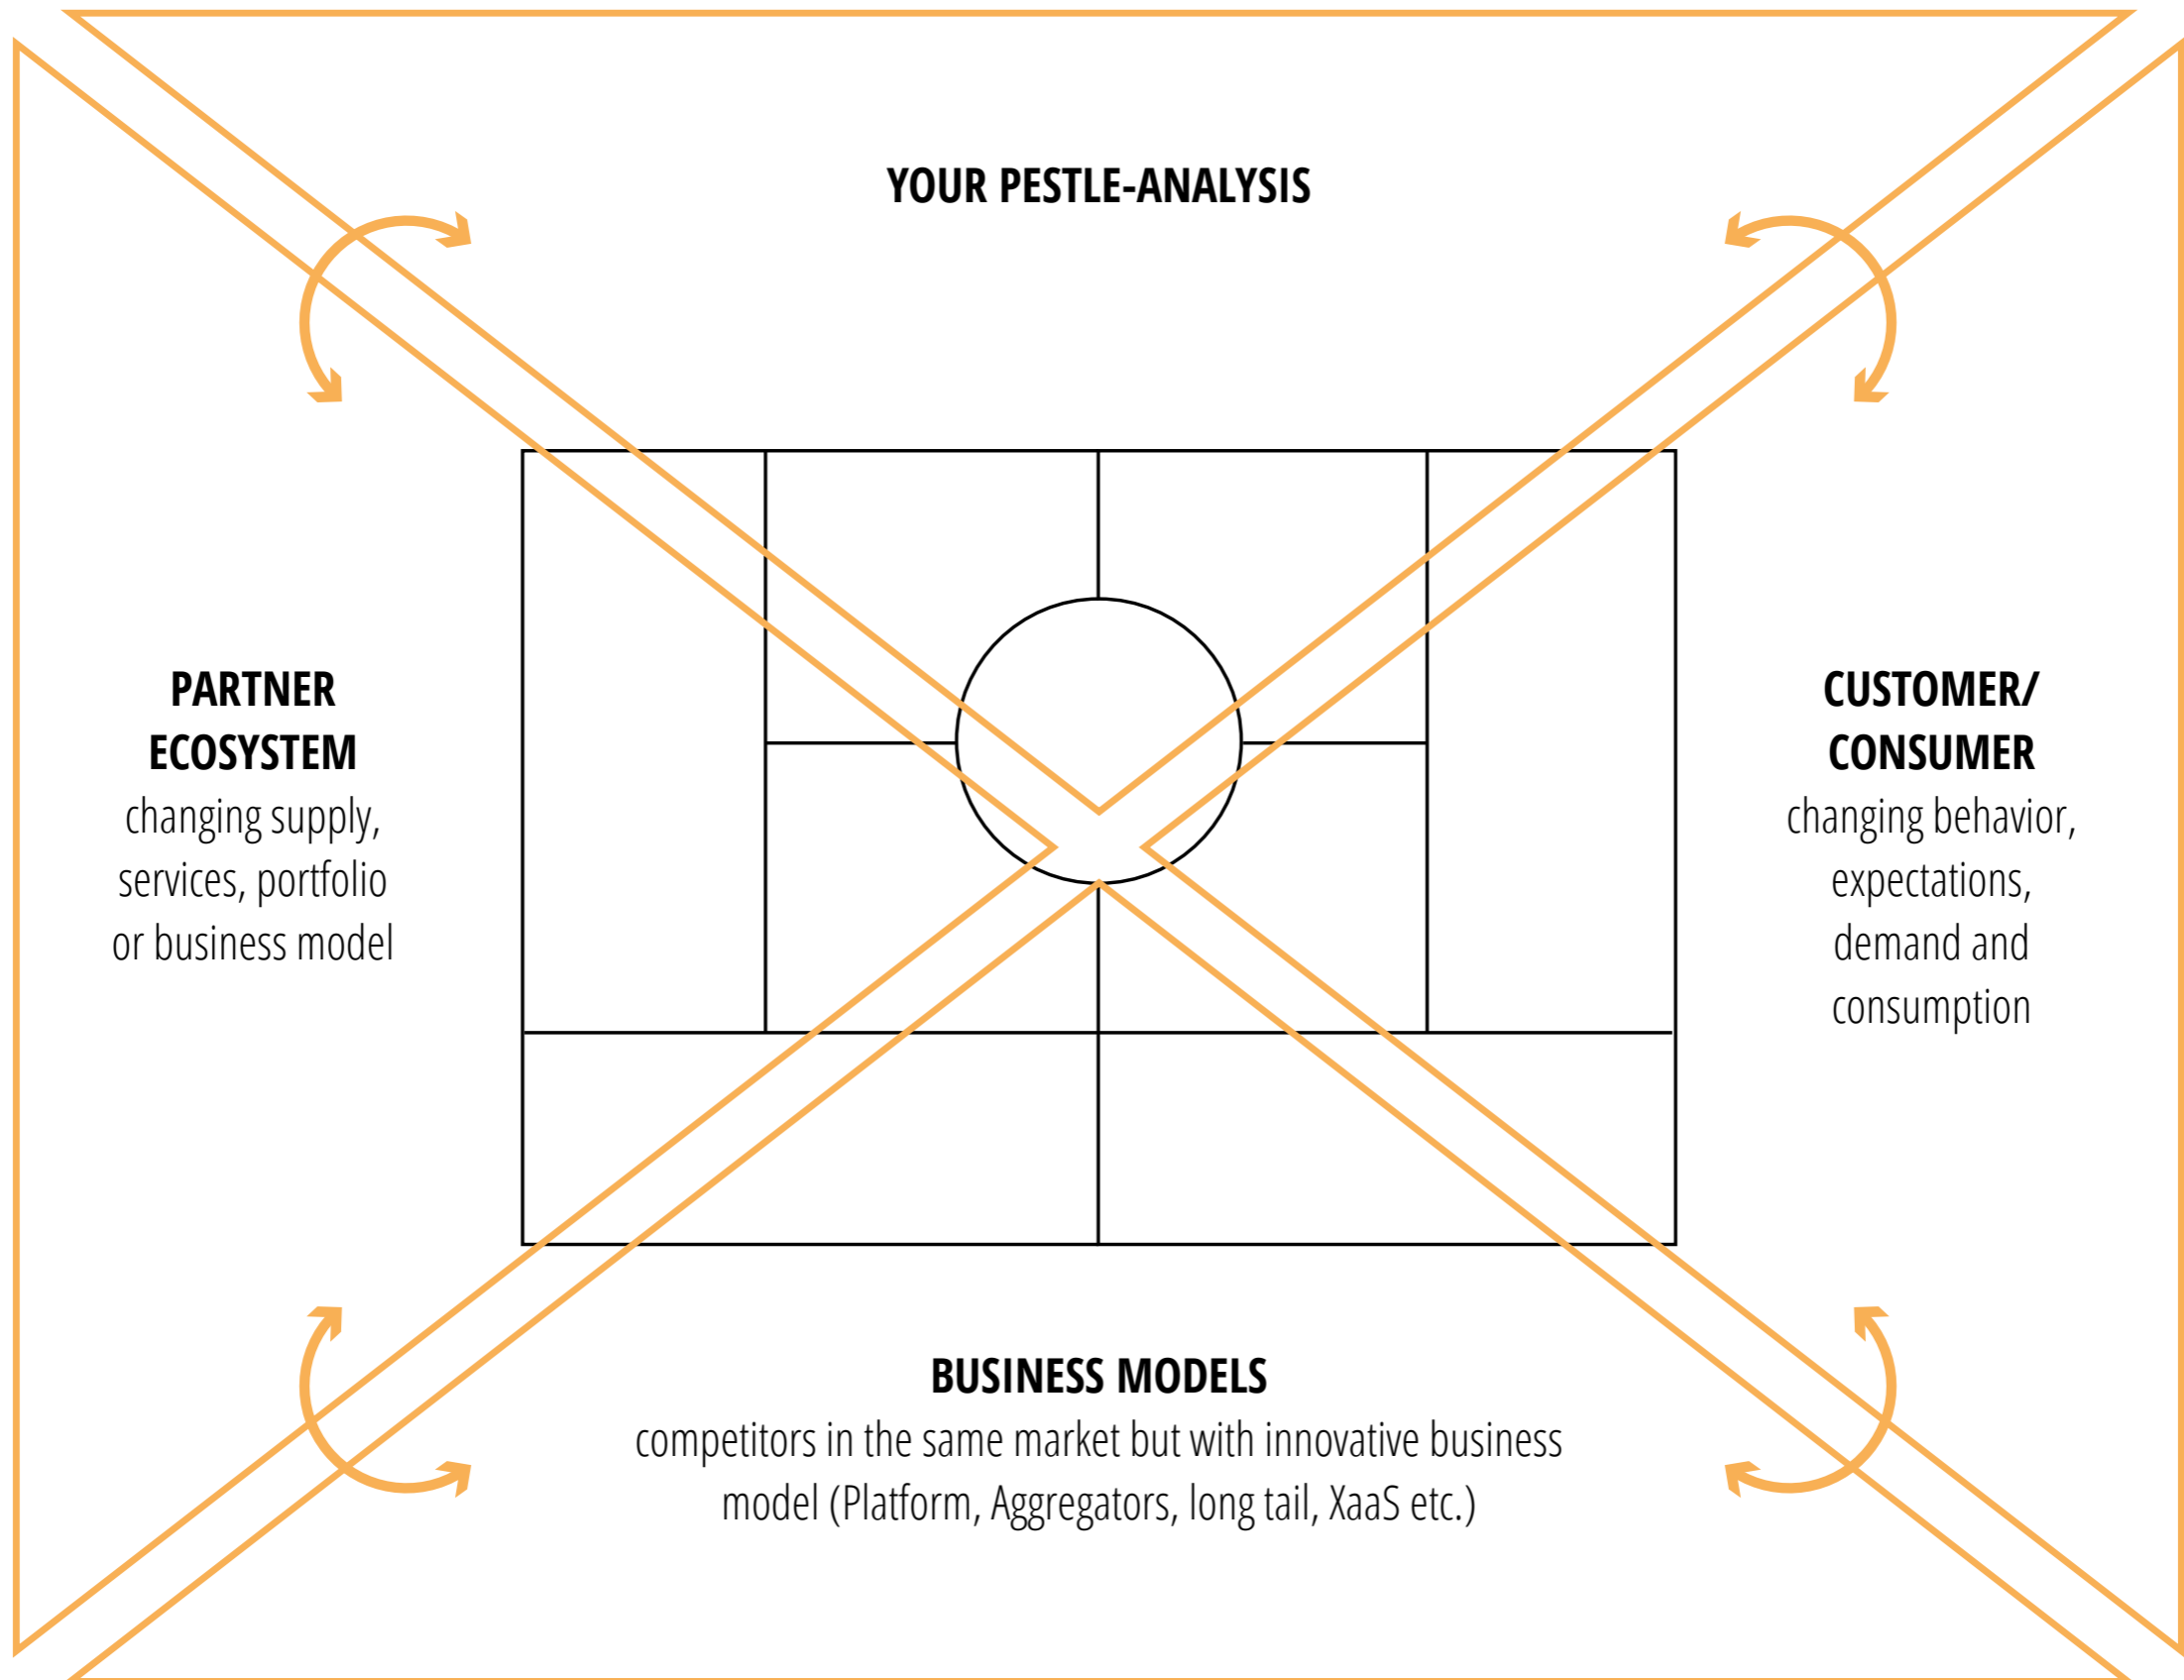 YOUR PESTLE-ANALYSIS
PARTNER
ECOSYSTEM
changing supply,
services, portfolio
or business model
CUSTOMER/
CONSUMER
changing behavior,
expectations,
demand and
consumption
BUSINESS MODELS
competitors in the same market but with innovative business
model (Platform, Aggregators, long tail, XaaS etc.)